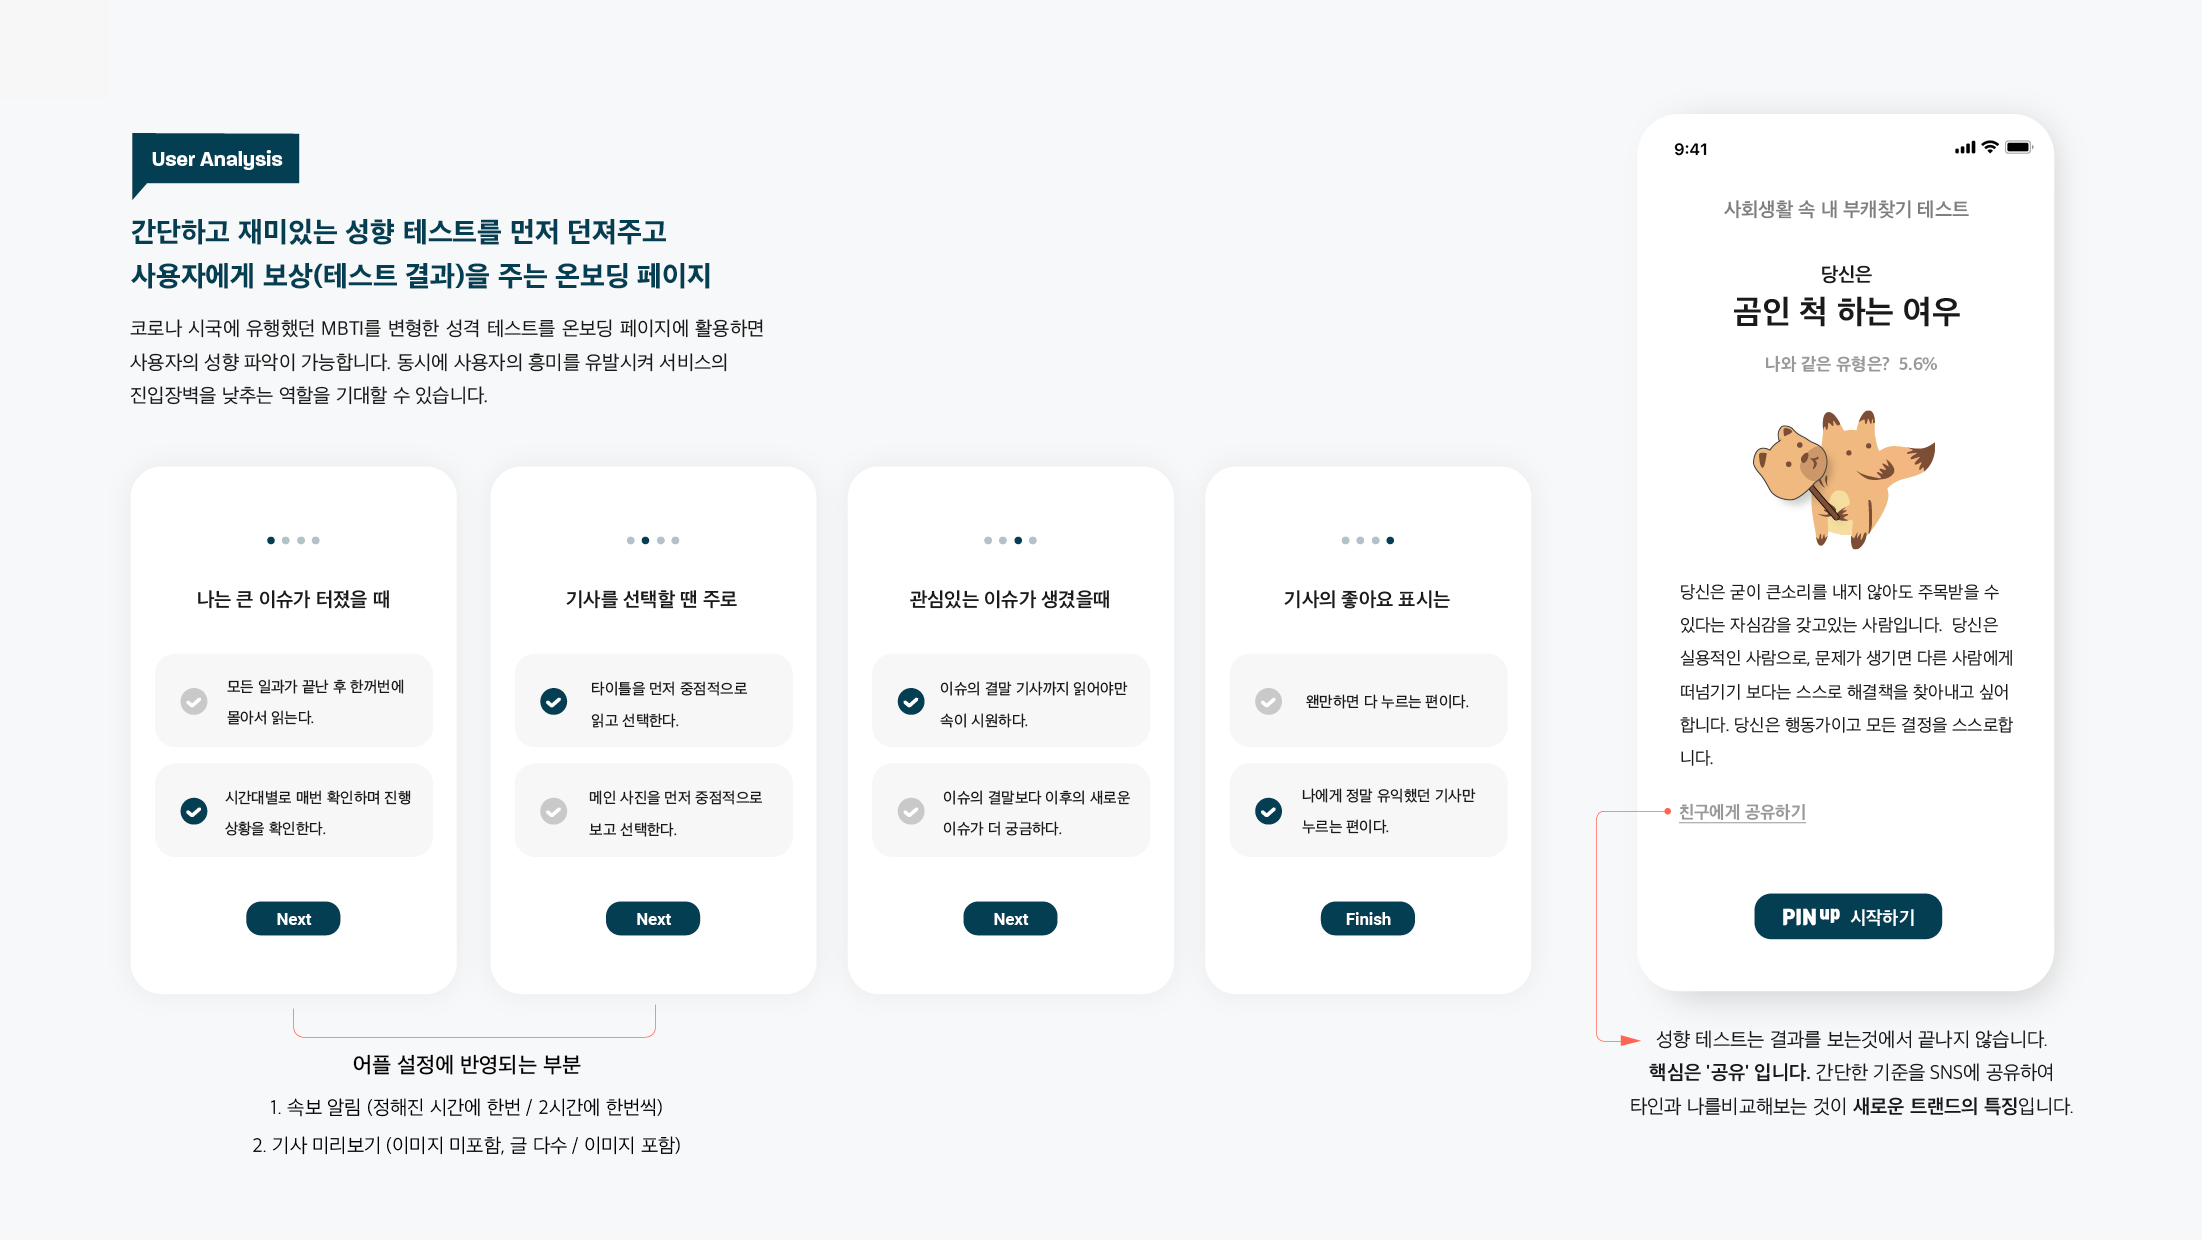 User Analysis
간단하고 재미있는 성향 테스트를 먼저 던져주고
사용자에게 보상(테스트 결과)을 주는 온보딩 페이지
코로나 시국에 유행했던 MBTI를 변형한 성격 테스트를 온보딩 페이지에 활용하면
사용자의 성향 파악이 가능합니다. 동시에 사용자의 흥미를 유발시켜 서비스의
진입장벽을 낮추는 역할을 기대할 수 있습니다.
나는 큰 이슈가 터졌을 때
모든 일과가 끝난 후 한꺼번에
몰아서 읽는다.
시간대별로 매번 확인하며 진행
상황을 확인한다.
Next
기사를 선택할 땐 주로
타이틀을 먼저 중점적으로
읽고 선택한다.
메인 사진을 먼저 중점적으로
보고 선택한다.
Next
관심있는 이슈가 생겼을때
이슈의 결말 기사까지 읽어야만
속이 시원하다.
이슈의 결말보다 이후의 새로운
이슈가 더 궁금하다.
Next
기사의 좋아요 표시는
왠만하면 다 누르는 편이다.
나에게 정말 유익했던 기사만
누르는 편이다.
Finish
어플 설정에 반영되는 부분
1. 속보 알림 (정해진 시간에 한번 / 2시간에 한번씩)
2. 기사 미리보기 (이미지 미포함, 글 다수 / 이미지 포함)
9:41
사회생활 속 내 부캐찾기 테스트
당신은
곰인 척 하는 여우
나와 같은 유형은? 5.6%
당신은 굳이 큰소리를 내지 않아도 주목받을 수
있다는 자심감을 갖고있는 사람입니다. 당신은
실용적인 사람으로, 문제가 생기면 다른 사람에게
떠넘기기 보다는 스스로 해결책을 찾아내고 싶어
합니다. 당신은 행동가이고 모든 결정을 스스로합
니다.
친구에게 공유하기
PIN up 시작하기
성향 테스트는 결과를 보는것에서 끝나지 않습니다.
핵심은 '공유' 입니다. 간단한 기준을 SNS에 공유하여
타인과 나를비교해보는 것이 새로운 트랜드의 특징입니다.